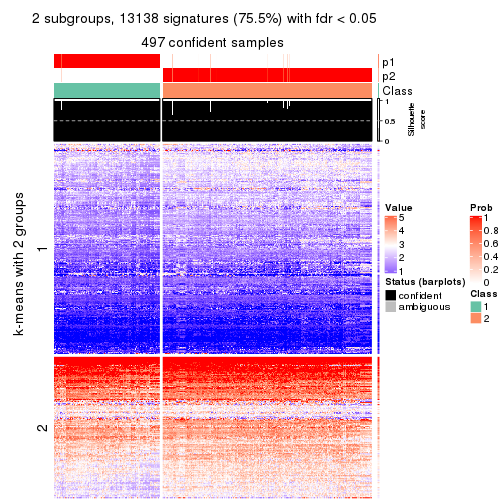 2 subgroups, 13138 signatures (75.5%) with fdr < 0.05
497 confident samples
p1
p2
Class
1
0.5
0
Silhouette
score
k-means with 2 groups
1
2
Value
5
4
3
2
1
Status (barplots)
confident
ambiguous
Prob
1
0.8
0.6
0.4
0.2
0
Class
1
2